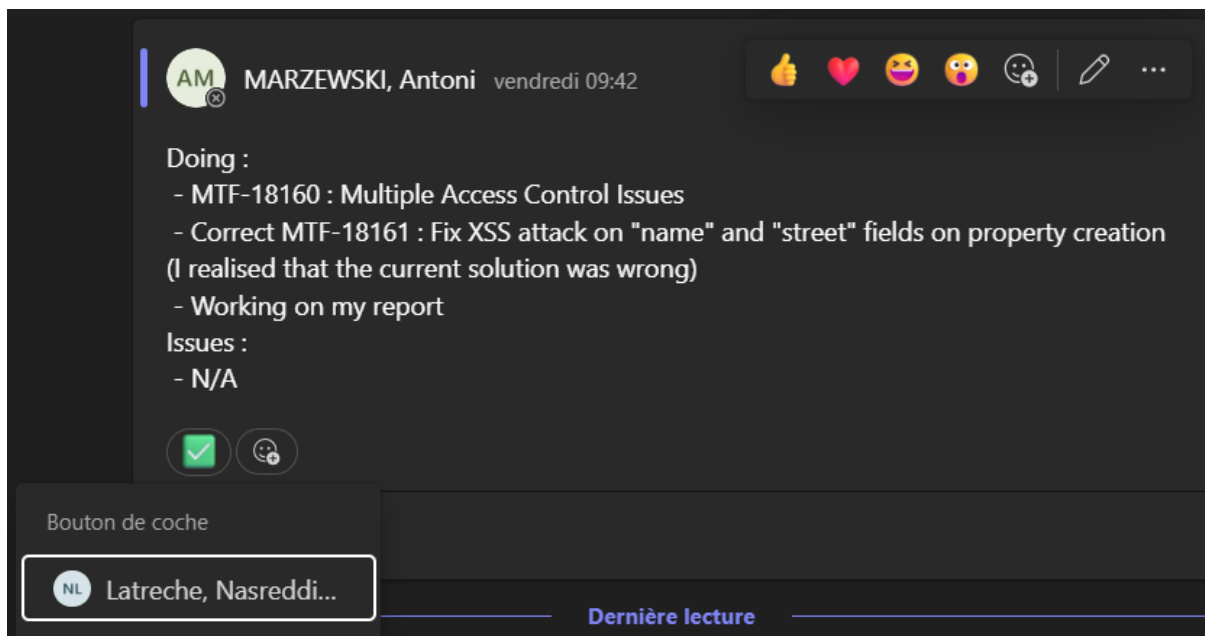 AM MARZEWSKI, Antoni vendredi 09:42
Doing :
- MTF-18160 : Multiple Access Control Issues
- Correct MTF-18161 : Fix XSS attack on "name" and "street" fields on property creation
(I realised that the current solution was wrong)
- Working on my report
Issues :
- N/A
Bouton de coche
NL Latreche, Nasreddi...
Dernière lecture